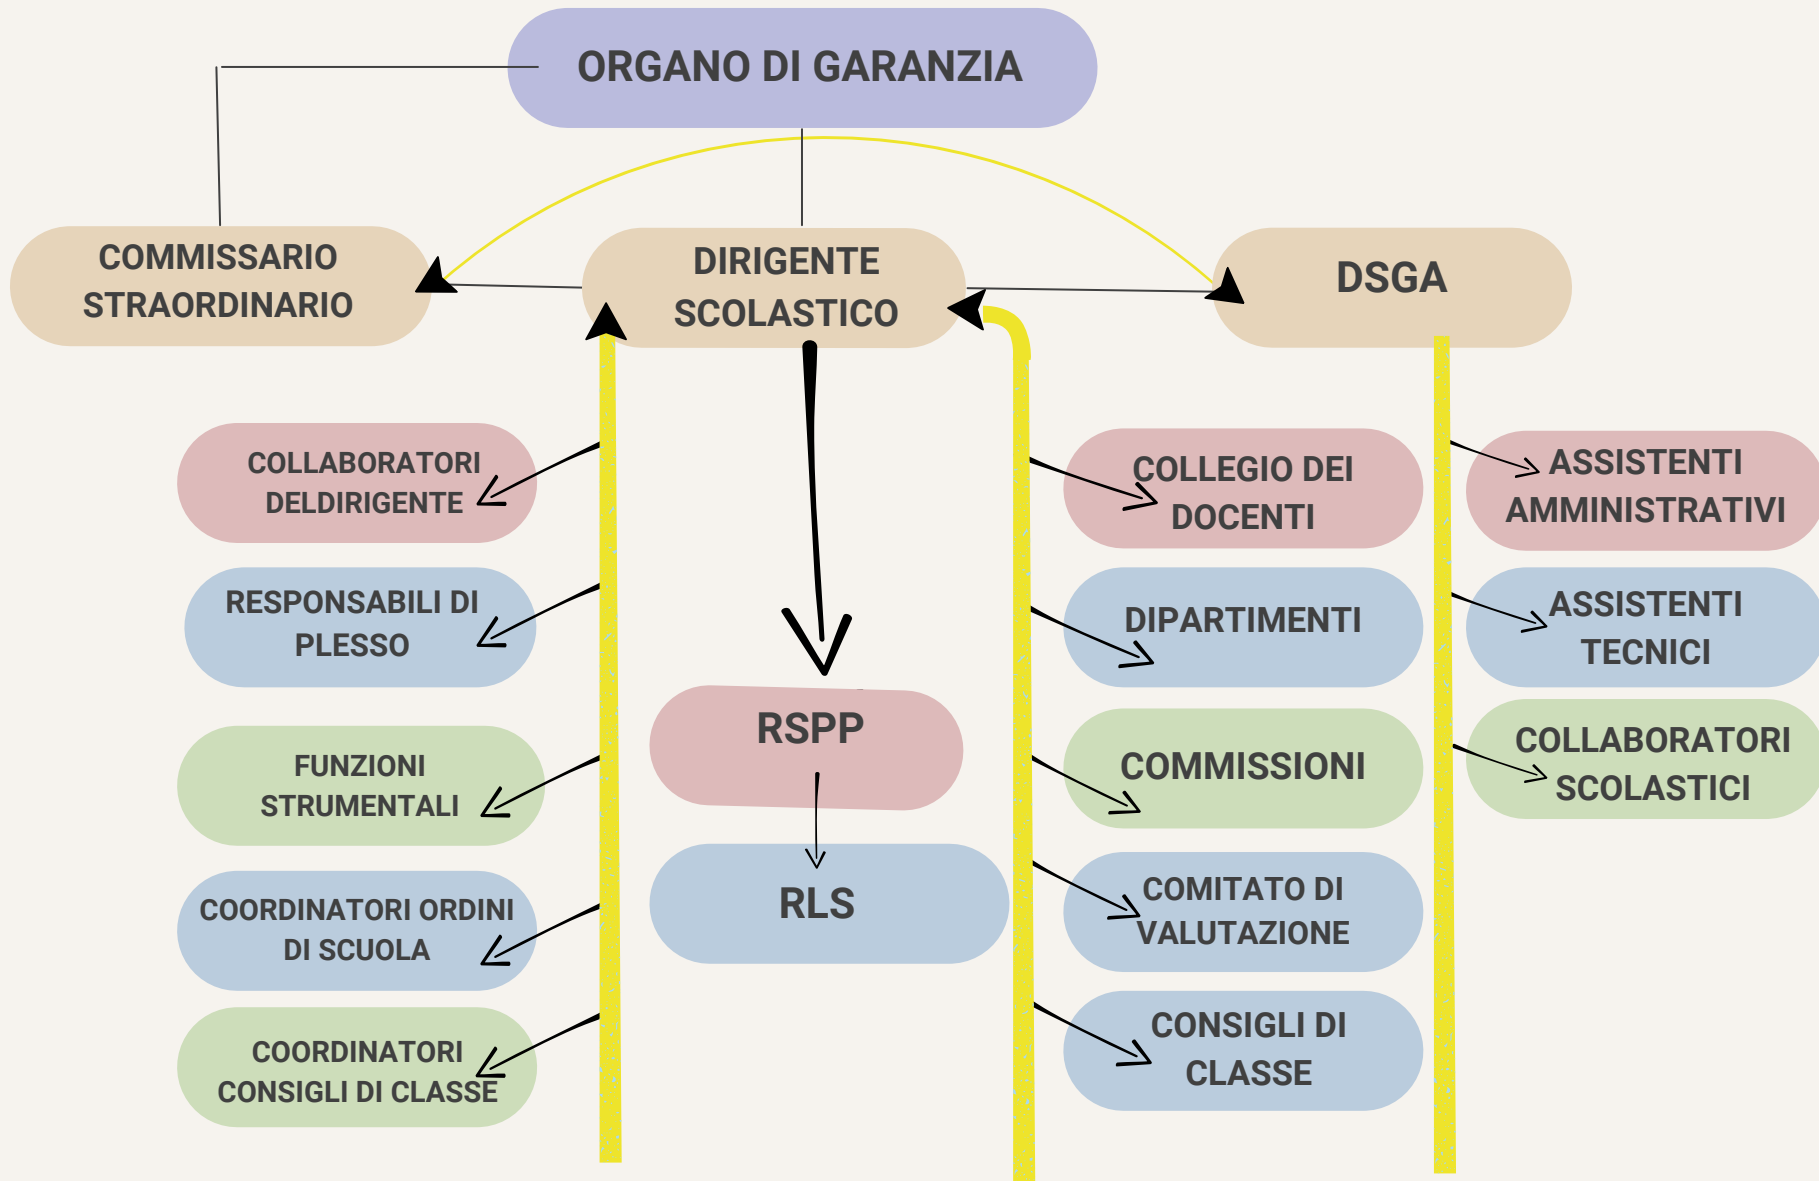 ORGANO DI GARANZIA
COMMISSARIO
STRAORDINARIO
DIRIGENTE
SCOLASTICO
DSGA
COLLABORATORI
DELDIRIGENTE
RESPONSABILI DI
PLESSO
FUNZIONI
STRUMENTALI
COORDINATORI ORDINI
DI SCUOLA
COORDINATORI
CONSIGLI DI CLASSE
RSPP
RLS
COLLEGIO DEI
DOCENTI
DIPARTIMENTI
COMMISSIONI
COMITATO DI
VALUTAZIONE
CONSIGLI DI
CLASSE
ASSISTENTI
AMMINISTRATIVI
ASSISTENTI
TECNICI
COLLABORATORI
SCOLASTICI